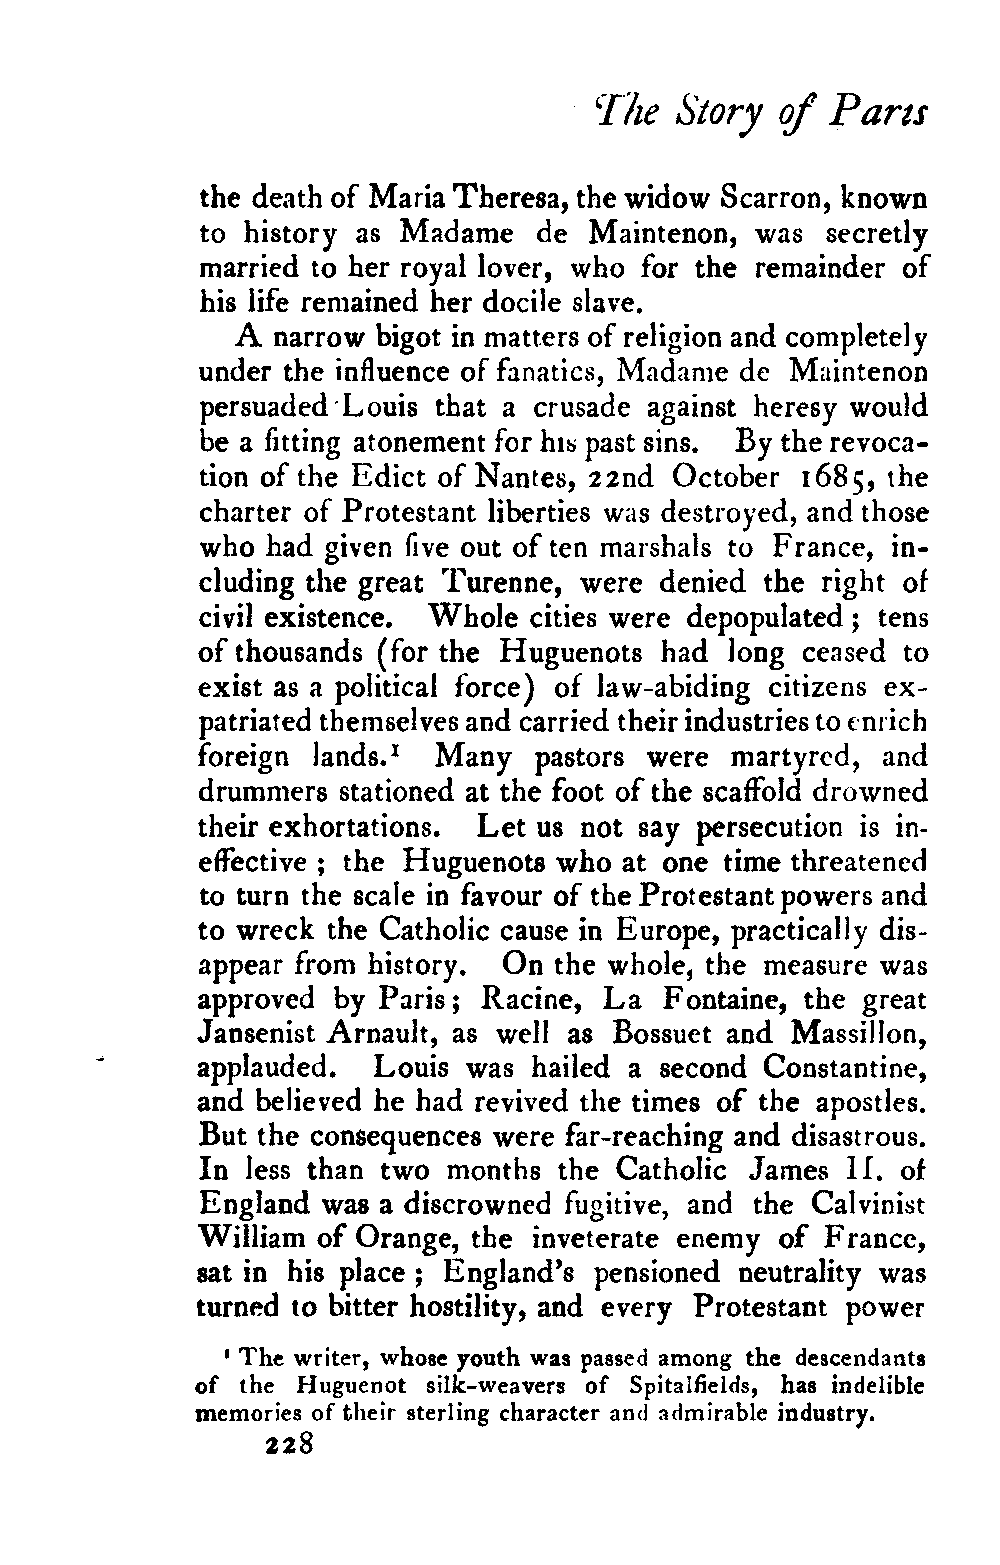 The Story of Paris
the death of Maria Theresa, the widow Scarron, known
to history as Madame de Maintenon, was secretly
married to her royal lover, who for the remainder of
his life remained her docile slave.
A narrow bigot in matters of religion and completely
under the influence of fanatics, Madame de Maintenon
persuaded Louis that a crusade against heresy would
be a fitting atonement for his past sins. By the revoca-
tion of the Edict of Nantes, 22nd October 1685, the
charter of Protestant liberties was destroyed, and those
who had given five out of ten marshals to France, in-
cluding the great Turenne, were denied the right of
civil existence. Whole cities were depopulated ; tens
of thousands (for the Huguenots had long ceased to
exist as a political force) of law-abiding citizens ex-
patriated themselves and carried their industries to enrich
foreign lands.¹ Many pastors were martyred, and
drummers stationed at the foot of the scaffold drowned
their exhortations. Let us not say persecution is in-
effective ; the Huguenots who at one time threatened
to turn the scale in favour of the Protestant powers and
to wreck the Catholic cause in Europe, practically dis-
appear from history. On the whole, the measure was
approved by Paris ; Racine, La Fontaine, the great
Jansenist Arnault, as well as Bossuet and Massillon,
applauded. Louis was hailed a second Constantine,
and believed he had revived the times of the apostles.
But the consequences were far-reaching and disastrous.
In less than two months the Catholic James II. of
England was a discrowned fugitive, and the Calvinist
William of Orange, the inveterate enemy of France,
sat in his place ; England's pensioned neutrality was
turned to bitter hostility, and every Protestant power
¹ The writer, whose youth was passed among the descendants
of the Huguenot silk-weavers of Spitalfields, has indelible
memories of their sterling character and admirable industry.
228